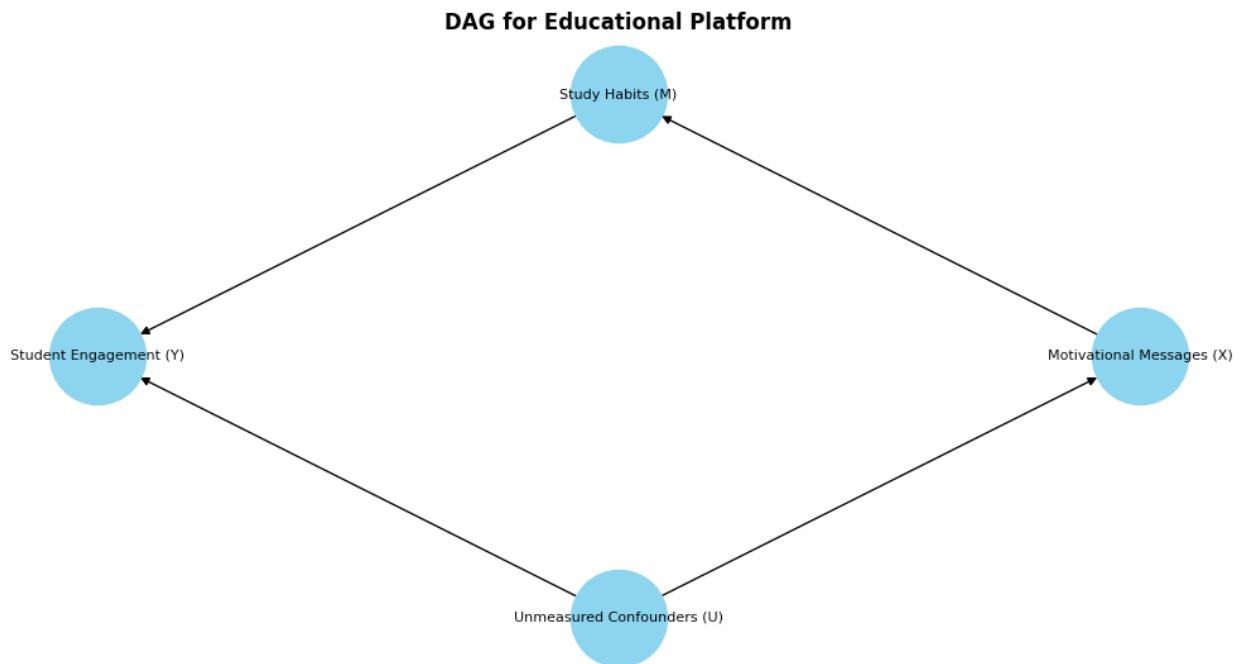 DAG for Educational Platform
Study Habits (M)
Student Engagement (Y)
Motivational Messages (X)
Unmeasured Confounders (U)